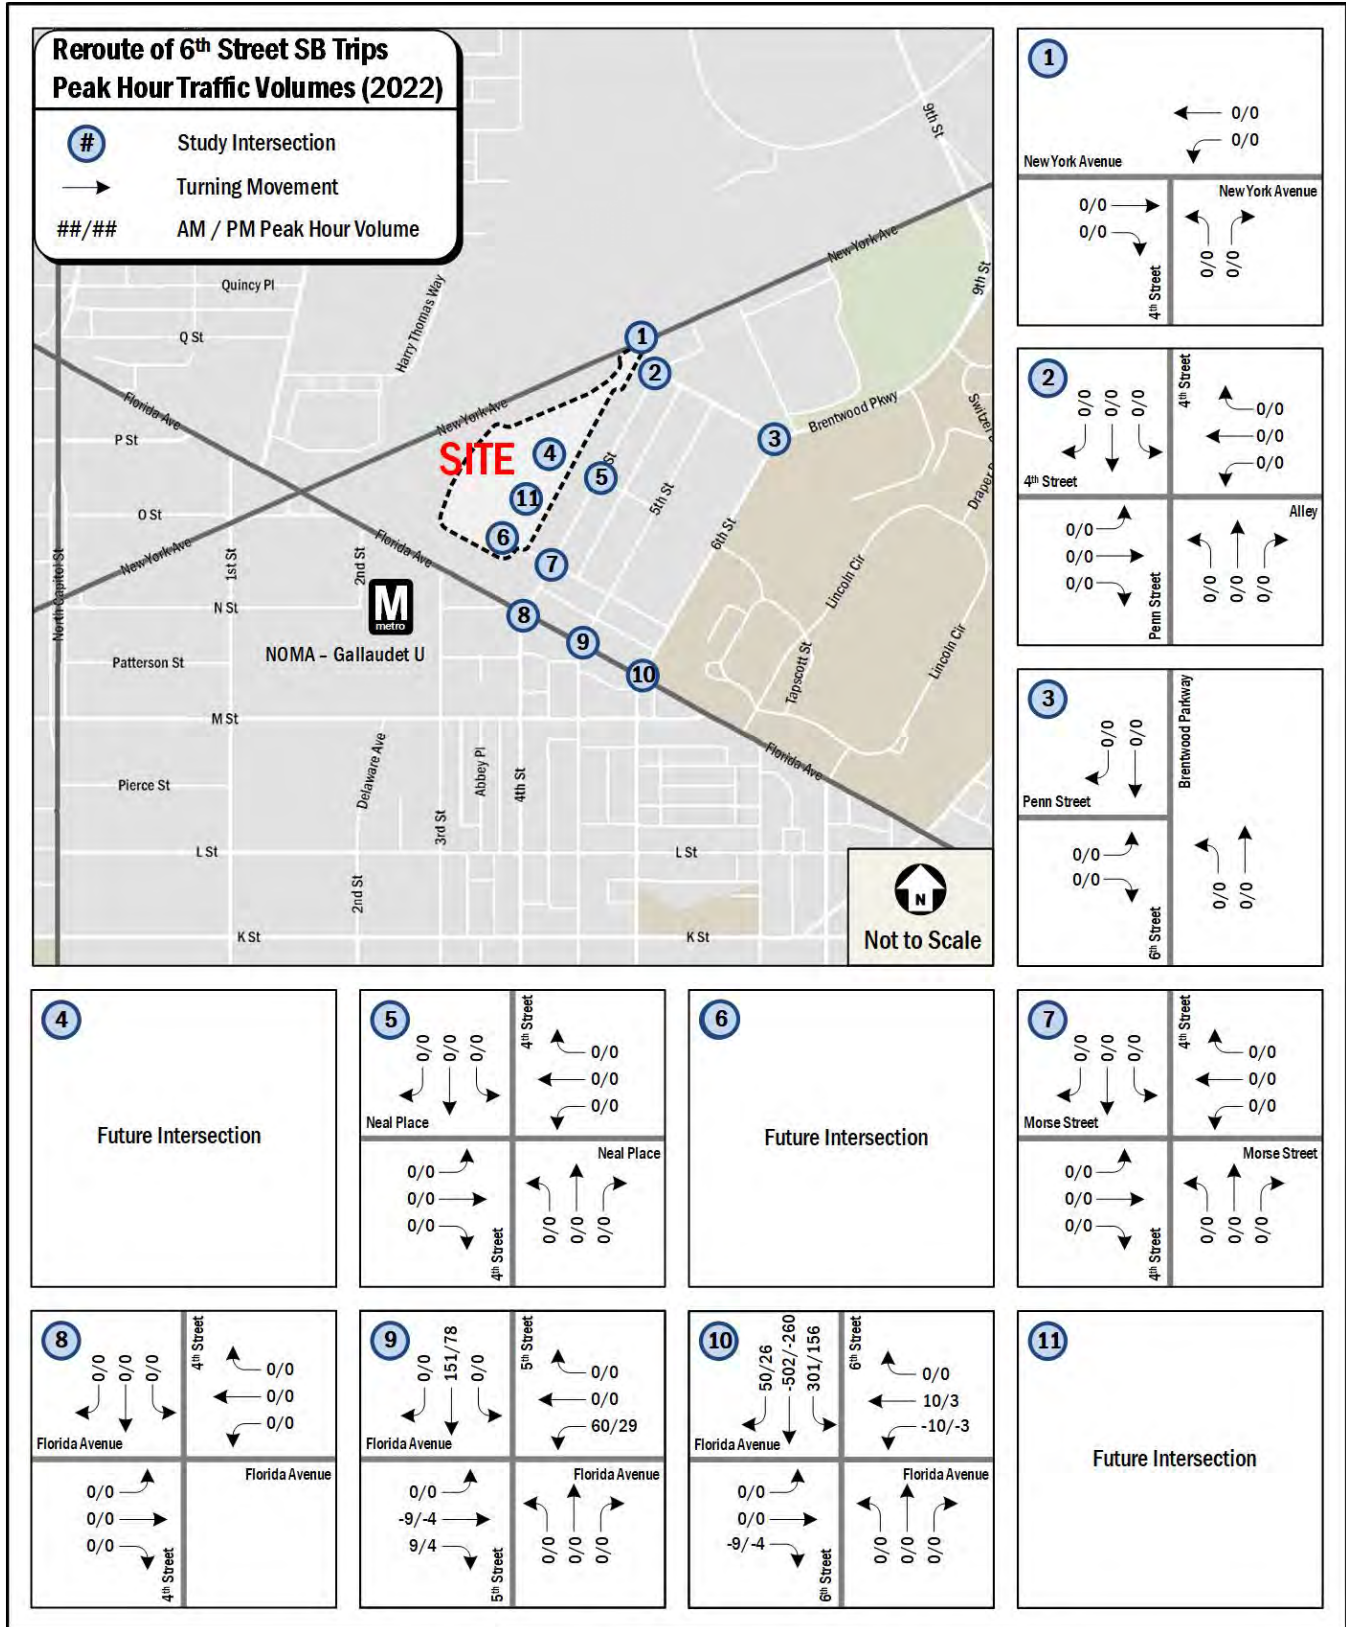 Reroute of 6th Street SB Trips
Peak Hour Traffic Volumes (2022)
# Study Intersection
Turning Movement
##/## AM / PM Peak Hour Volume
9th St
New York Ave
9th St
Quincy Pl
Harry Thomas Way
Q St
Florida Ave
New York Ave
P St
SITE
Brentwood Pkwy
O St
New York Ave
Florida Ave
5th St
6th St
St
North Capitol St
1st St
2nd St
N St
M
metro
NOMA – Gallaudet U
Patterson St
M St
Lincoln Cir
Lincoln Cir
Tapscott St
Florida Ave
Pierce St
Delaware Ave
Abbey Pl
4th St
3rd St
L St
L St
2nd St
K St
K St
1
2
3
4
5
6
7
8
9
10
11
N
Not to Scale
1
0/0
0/0
New York Avenue
New York Avenue
0/0
0/0
4th Street
0/0
0/0
2
0/0
0/0
0/0
4th Street
0/0
0/0
0/0
4th Street
Alley
0/0
0/0
0/0
Penn Street
0/0
0/0
0/0
3
0/0
0/0
Brentwood Parkway
Penn Street
0/0
0/0
6th Street
0/0
0/0
4
Future Intersection
5
0/0
0/0
0/0
4th Street
0/0
0/0
0/0
Neal Place
Neal Place
0/0
0/0
0/0
4th Street
0/0
0/0
0/0
6
Future Intersection
7
0/0
0/0
0/0
4th Street
0/0
0/0
0/0
Morse Street
Morse Street
0/0
0/0
0/0
4th Street
0/0
0/0
0/0
8
0/0
0/0
0/0
4th Street
0/0
0/0
0/0
Florida Avenue
Florida Avenue
0/0
0/0
0/0
4th Street
9
0/0
151/78
0/0
5th Street
0/0
0/0
60/29
Florida Avenue
Florida Avenue
0/0
-9/-4
9/4
5th Street
0/0
0/0
0/0
10
50/26
-502/-260
301/156
6th Street
0/0
10/3
-10/-3
Florida Avenue
Florida Avenue
0/0
0/0
-9/-4
6th Street
0/0
0/0
0/0
11
Future Intersection